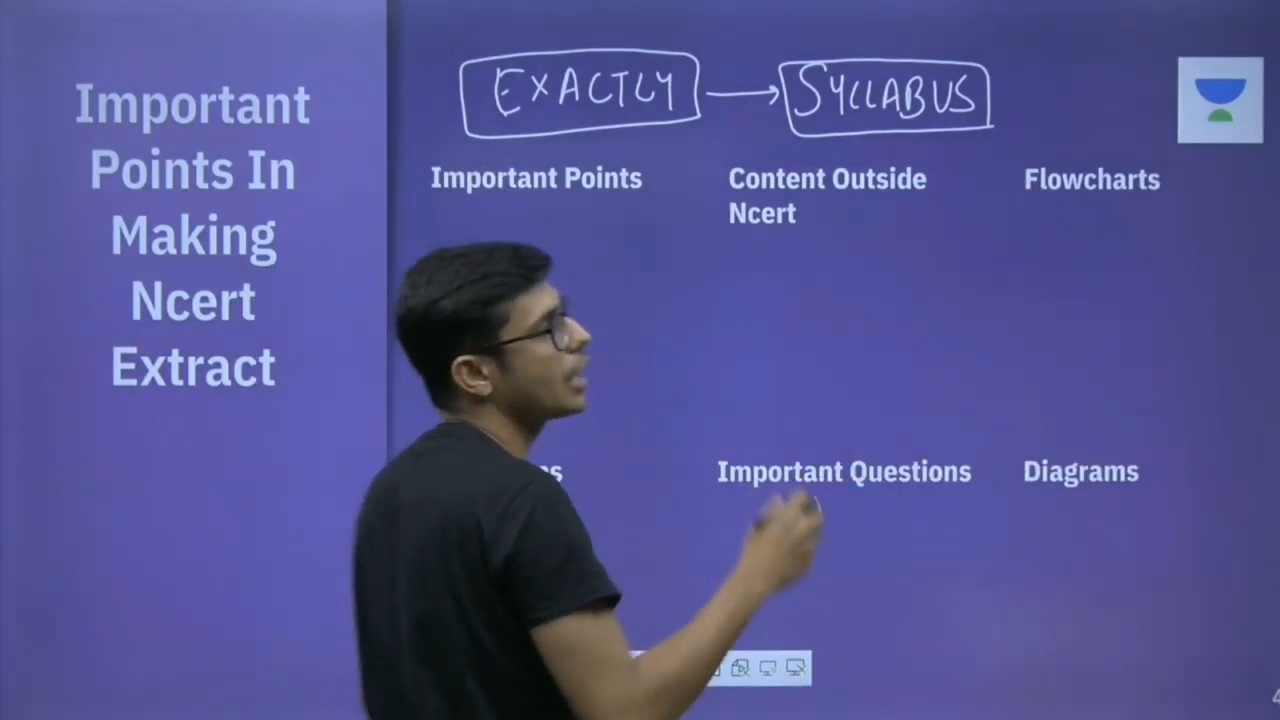 Important
Points In
Making
Ncert
Extract
EXACTLY → SYLLABUS
Important Points
Content Outside
Ncert
Flowcharts
Important Questions
Diagrams